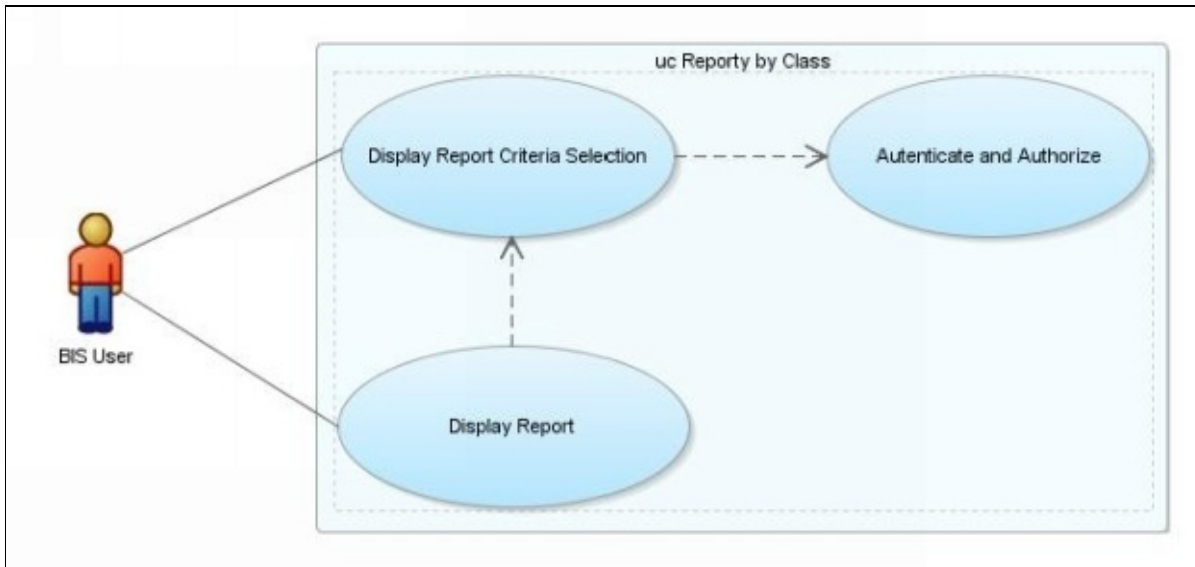 uc Reporty by Class
Display Report Criteria Selection
Autenticate and Authorize
BIS User
Display Report